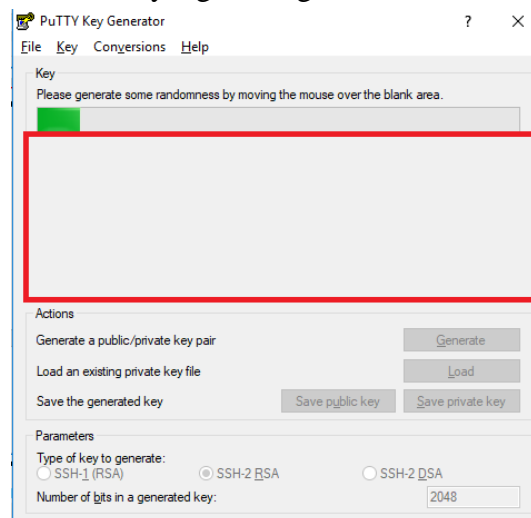 PuTTY Key Generator ? X
File Key Conversions Help
Key
Please generate some randomness by moving the mouse over the blank area.
Actions
Generate a public/private key pair Generate
Load an existing private key file Load
Save the generated key Save public key Save private key
Parameters
Type of key to generate:
SSH-1 (RSA) SSH-2 RSA SSH-2 DSA
Number of bits in a generated key: 2048